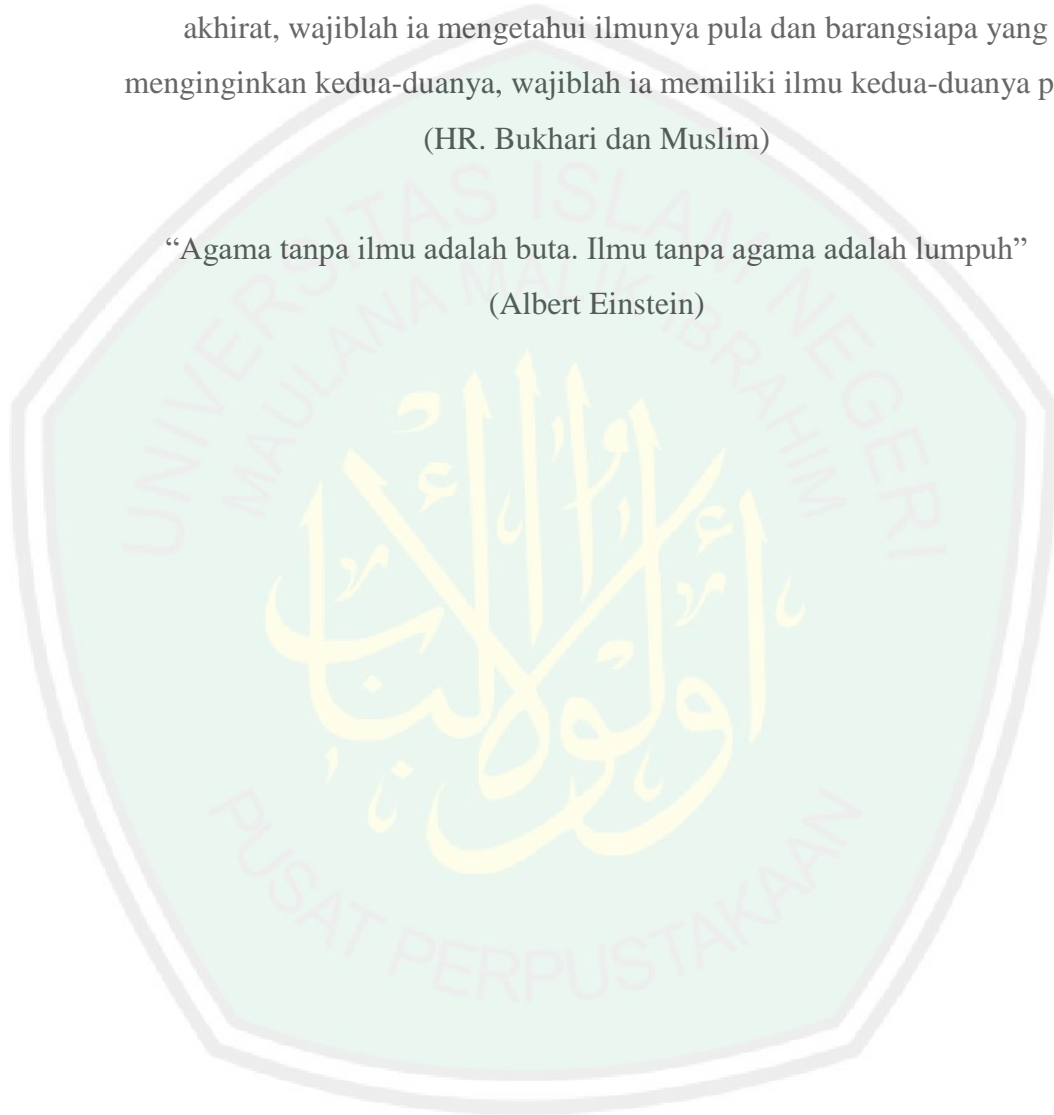 akhirat, wajiblah ia mengetahui ilmunya pula dan barangsiapa yang
menginginkan kedua-duanya, wajiblah ia memiliki ilmu kedua-duanya p
(HR. Bukhari dan Muslim)
“Agama tanpa ilmu adalah buta. Ilmu tanpa agama adalah lumpuh”
(Albert Einstein)
UNIVERSITAS ISLAM NEGERI
MAULANA MALIK IBRAHIM
أولوا الألباب
PUSAT PERPUSTAKAAN